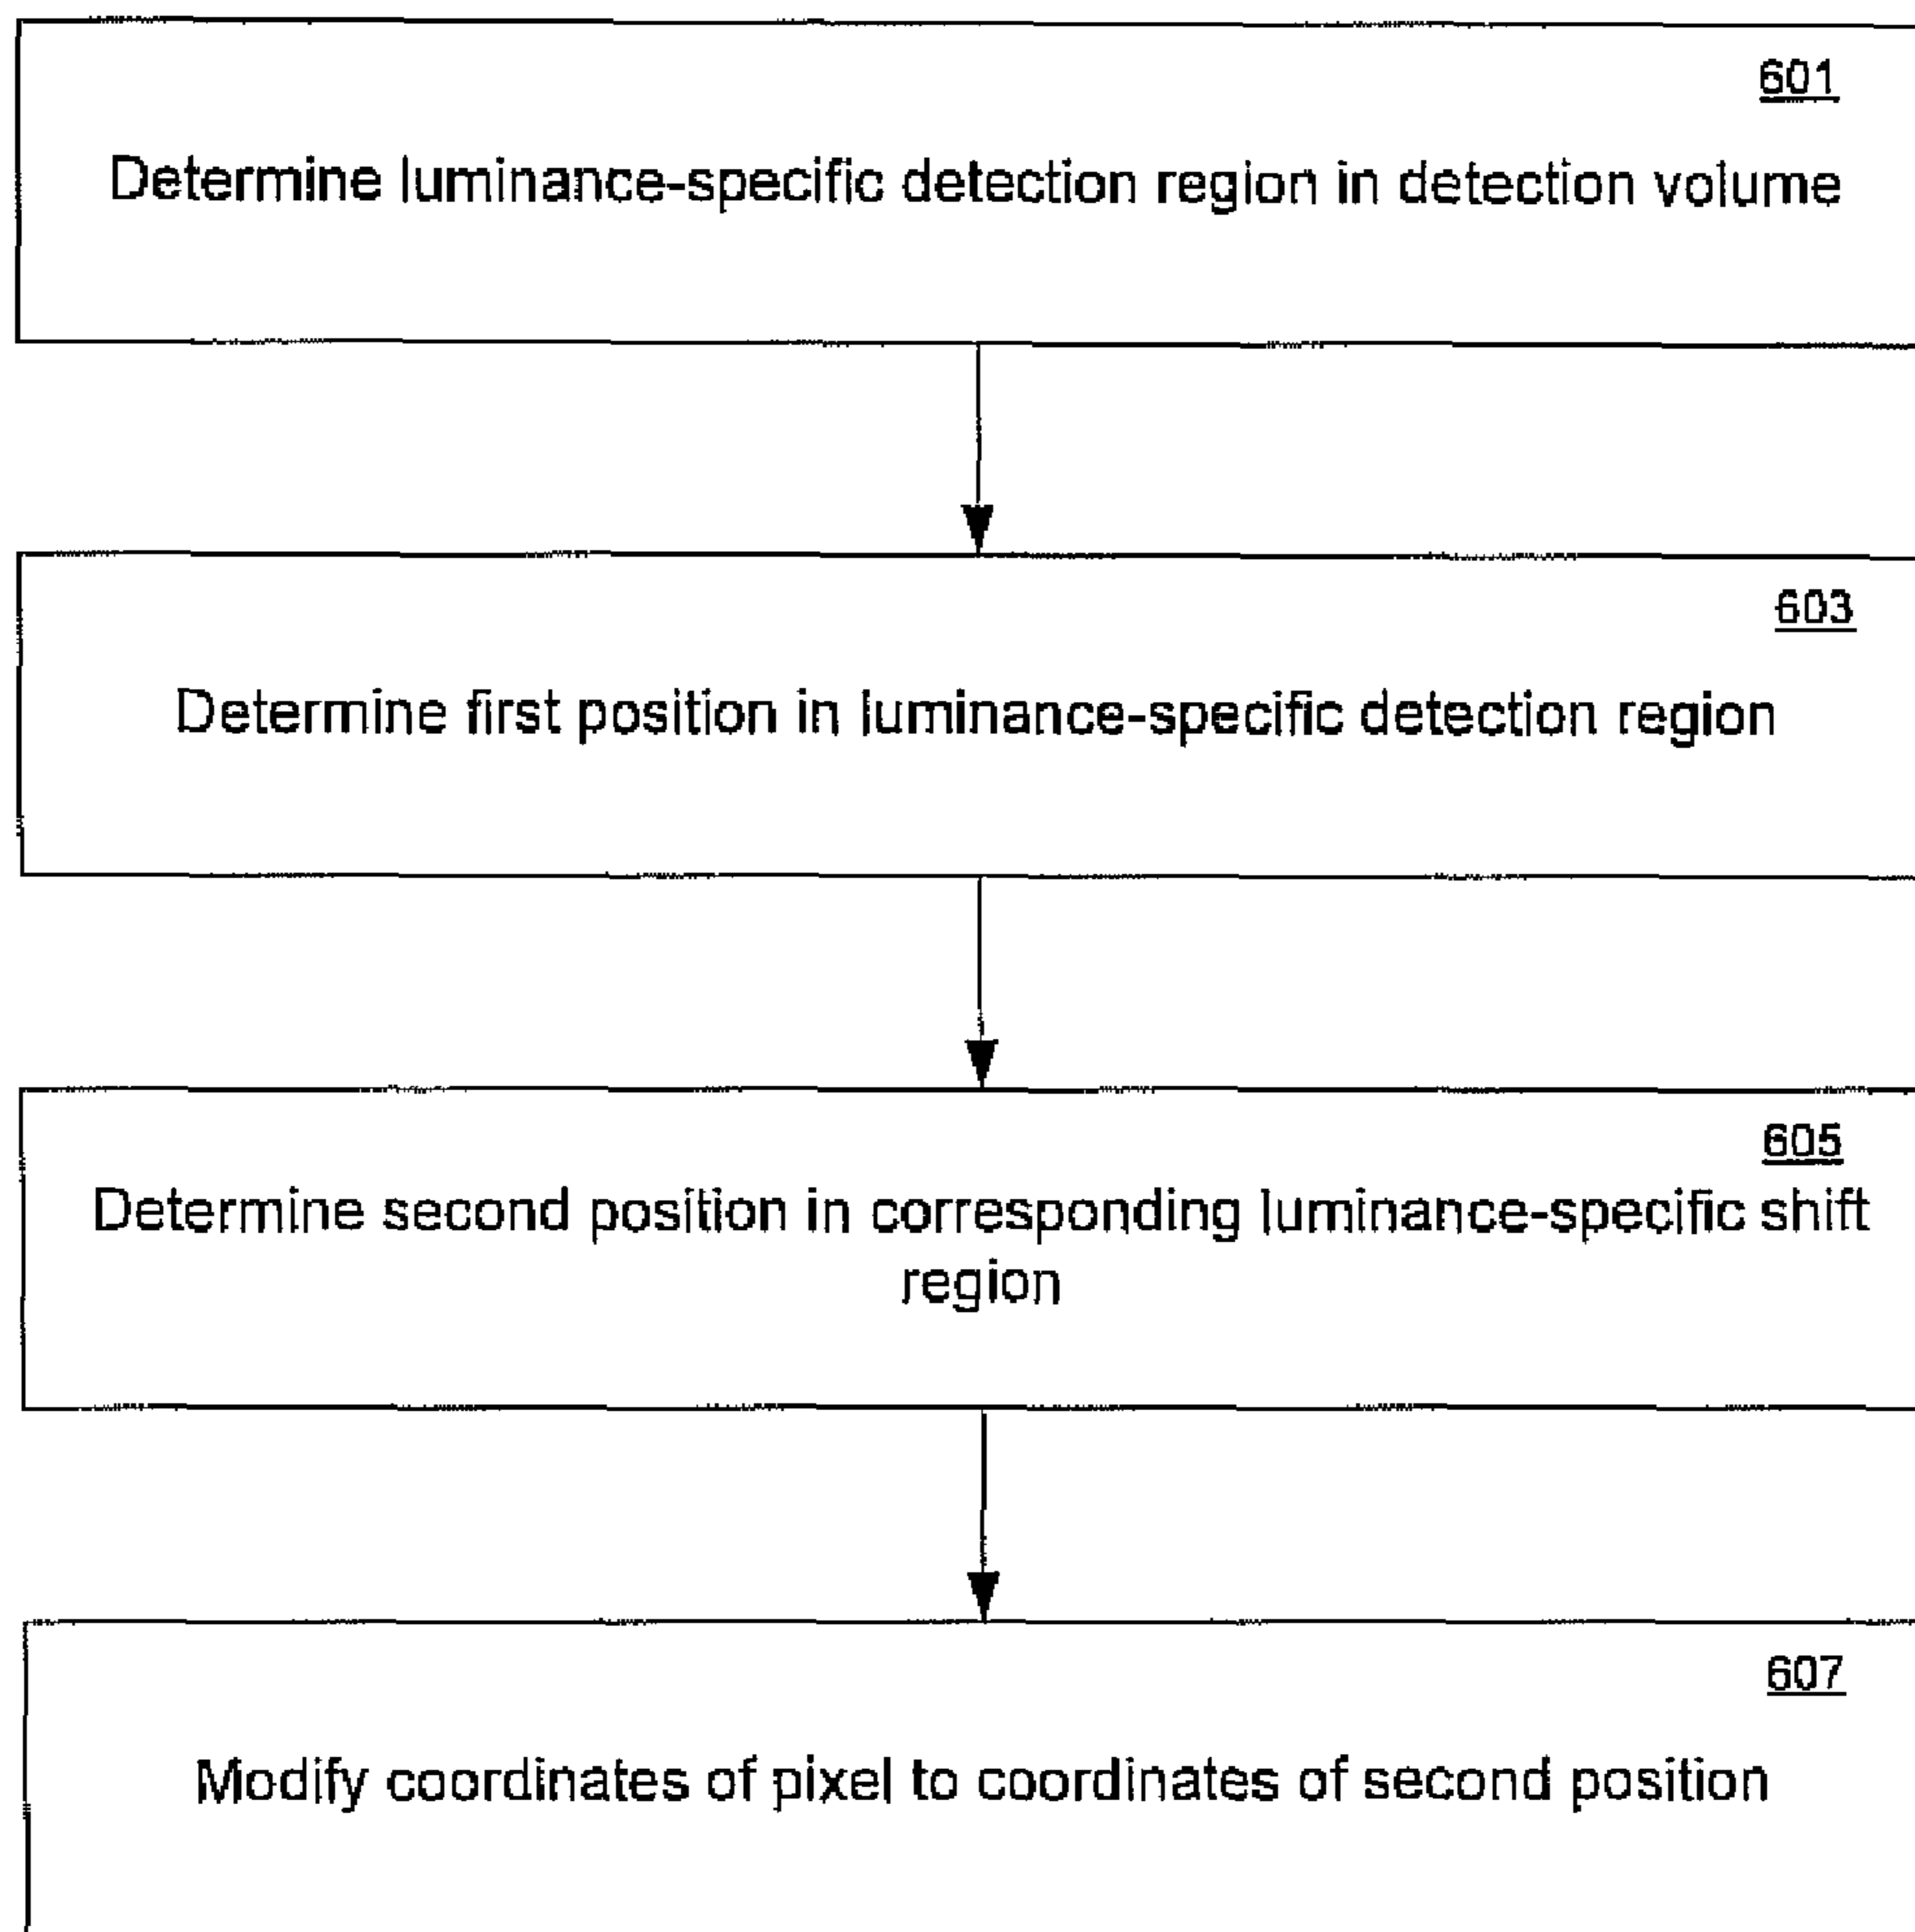 601
Determine luminance-specific detection region in detection volume
603
Determine first position in luminance-specific detection region
605
Determine second position in corresponding luminance-specific shift
region
607
Modify coordinates of pixel to coordinates of second position